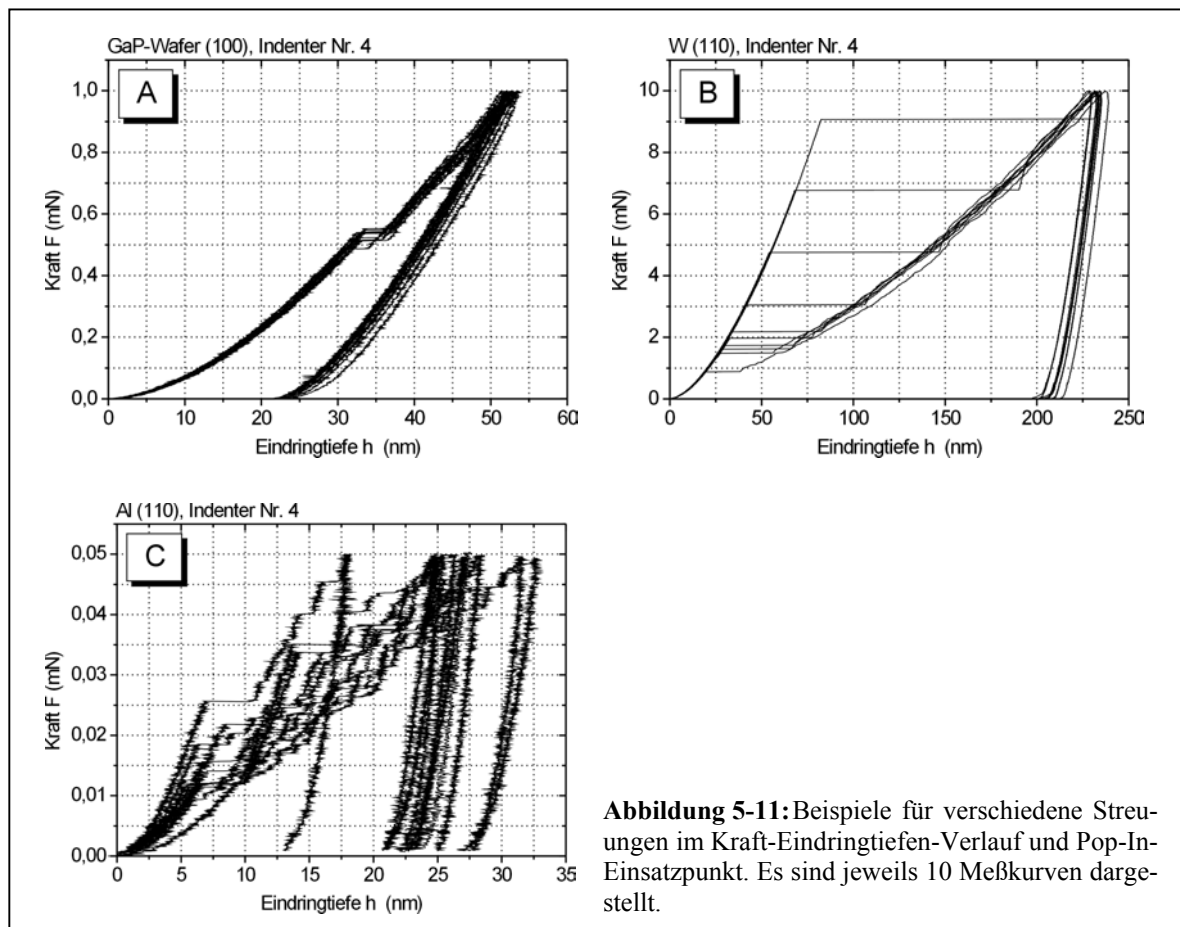 GaP-Wafer (100), Indenter Nr. 4
A
1,0
0,8
0,6
0,4
0,2
0,0
Kraft F (mN)
0 10 20 30 40 50 60
Eindringtiefe h (nm)
W (110), Indenter Nr. 4
B
10
8
6
4
2
0
Kraft F (mN)
0 50 100 150 200 250
Eindringtiefe h (nm)
Al (110), Indenter Nr. 4
C
0,05
0,04
0,03
0,02
0,01
0,00
Kraft F (mN)
0 5 10 15 20 25 30 35
Eindringtiefe h (nm)
Abbildung 5-11: Beispiele für verschiedene Streu-
ungen im Kraft-Eindringtiefen-Verlauf und Pop-In-
Einsatzpunkt. Es sind jeweils 10 Meßkurven darge-
stellt.